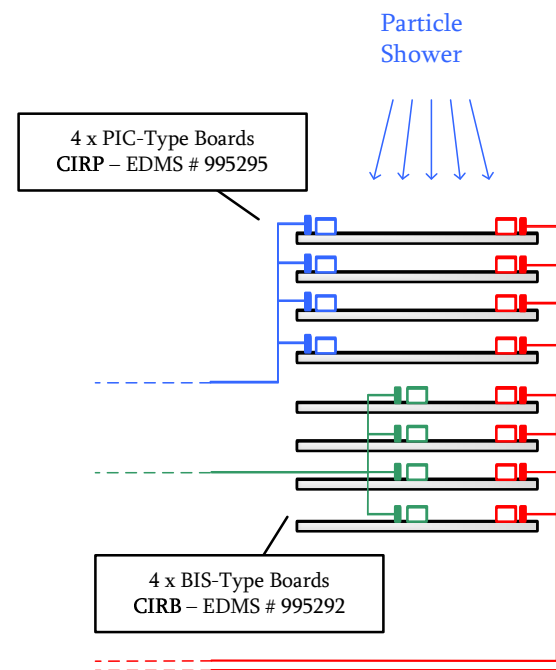 Particle
Shower
4 x PIC-Type Boards
CIRP – EDMS # 995295
4 x BIS-Type Boards
CIRB – EDMS # 995292